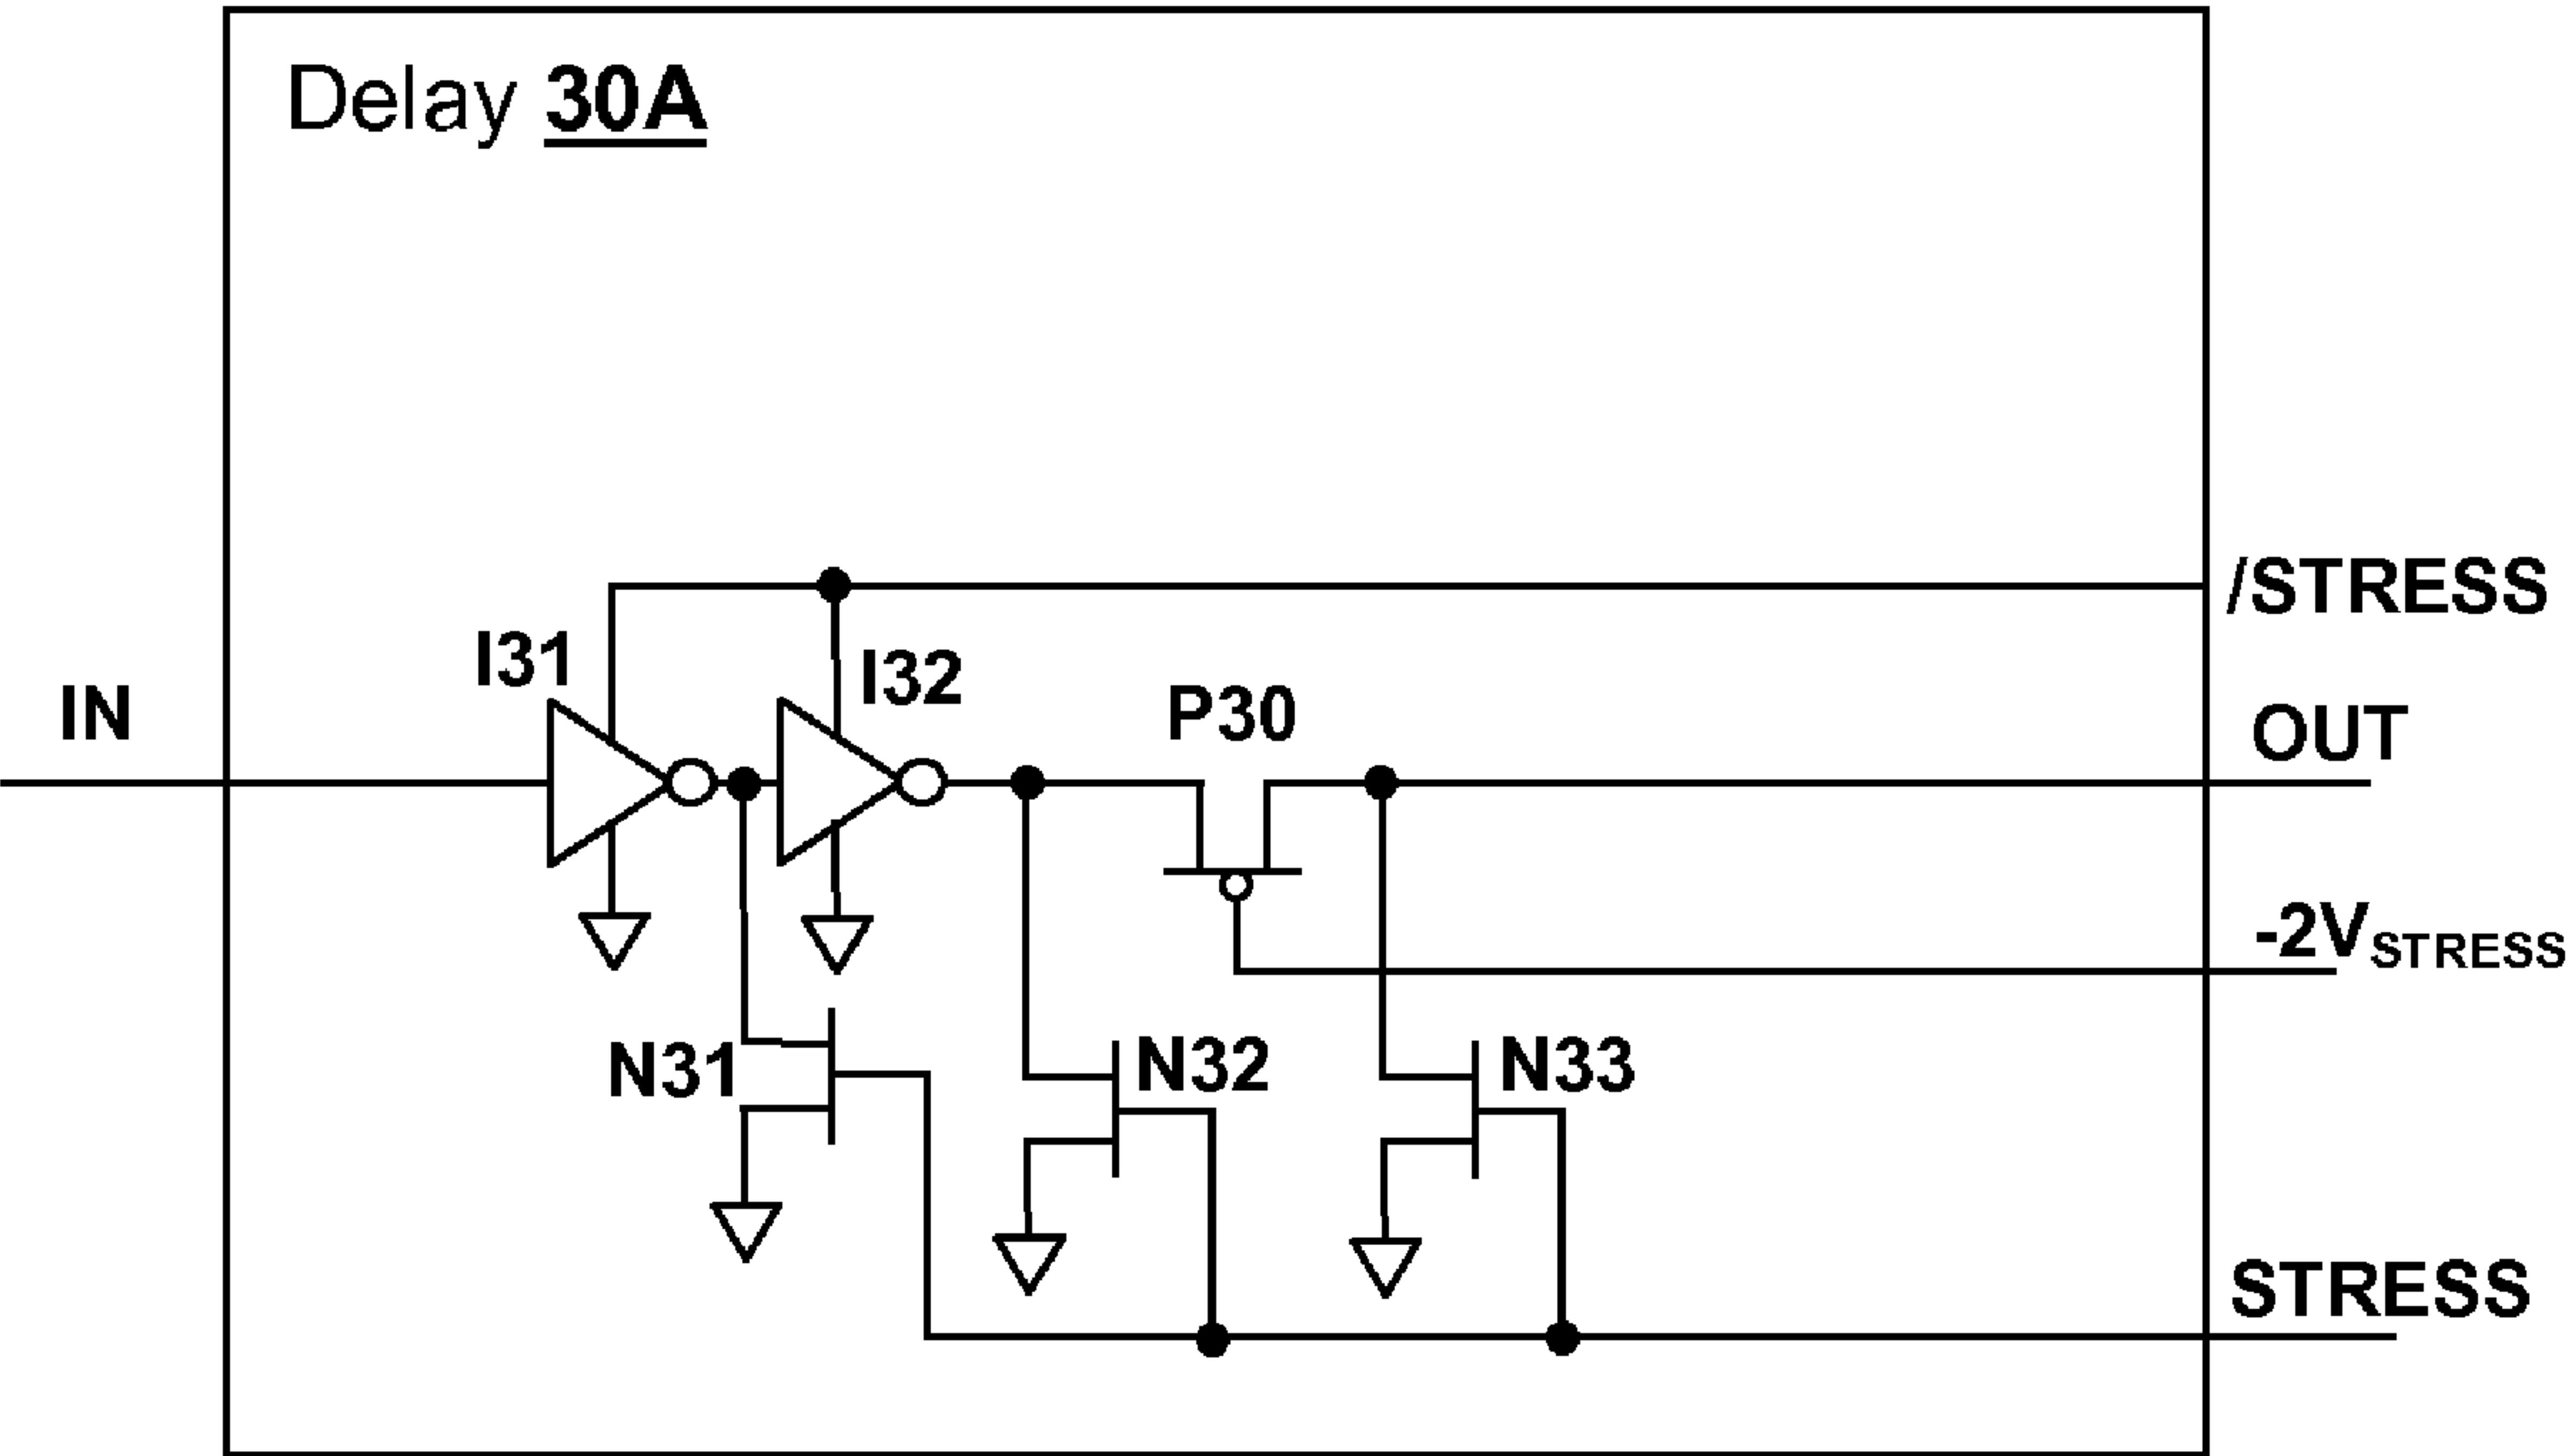 Delay 30A
/STRESS
I31
I32
IN
P30
OUT
-2VSTRESS
N31
N32
N33
STRESS